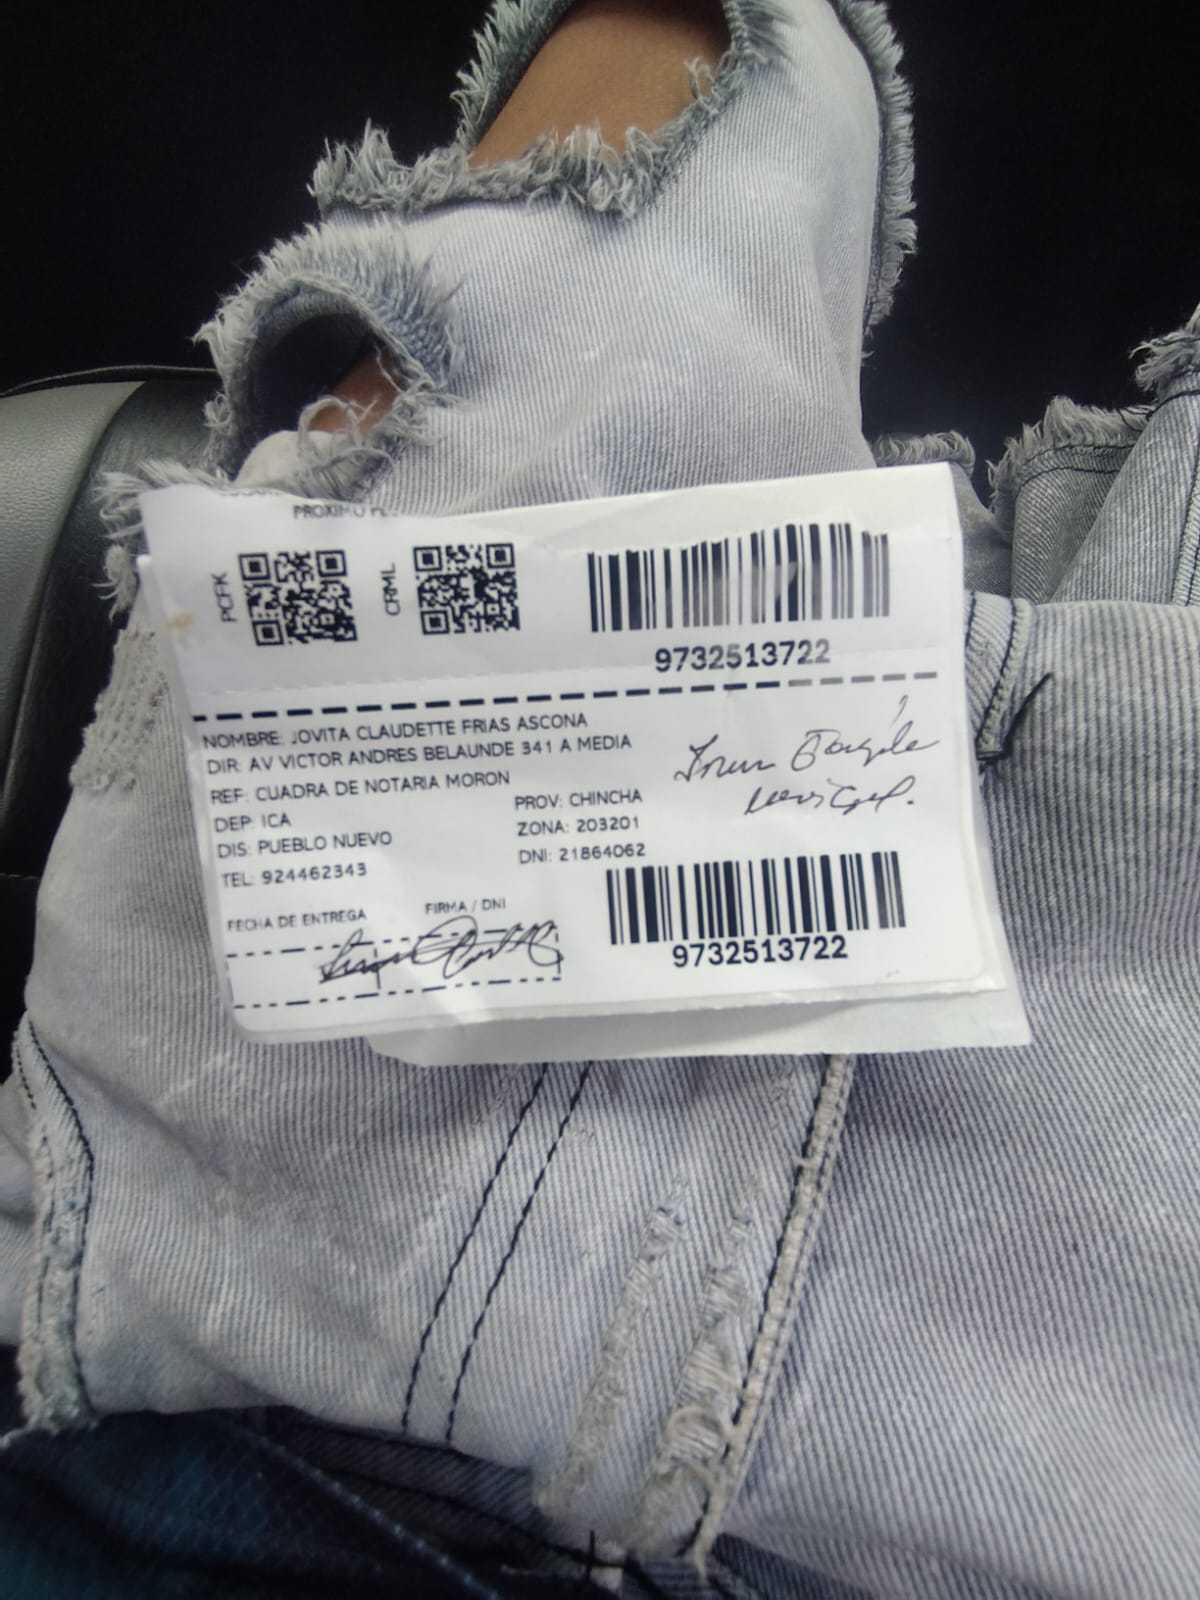 PROXIMO
PCFK
CRML
9732513722
NOMBRE: JOVITA CLAUDETTE FRIAS ASCONA
DIR: AV VICTOR ANDRES BELAUNDE 341 A MEDIA
REF: CUADRA DE NOTARIA MORON
DEP: ICA
PROV: CHINCHA
DIS: PUEBLO NUEVO
ZONA: 203201
TEL: 924462343
DNI: 21864062
FECHA DE ENTREGA
FIRMA / DNI
9732513722